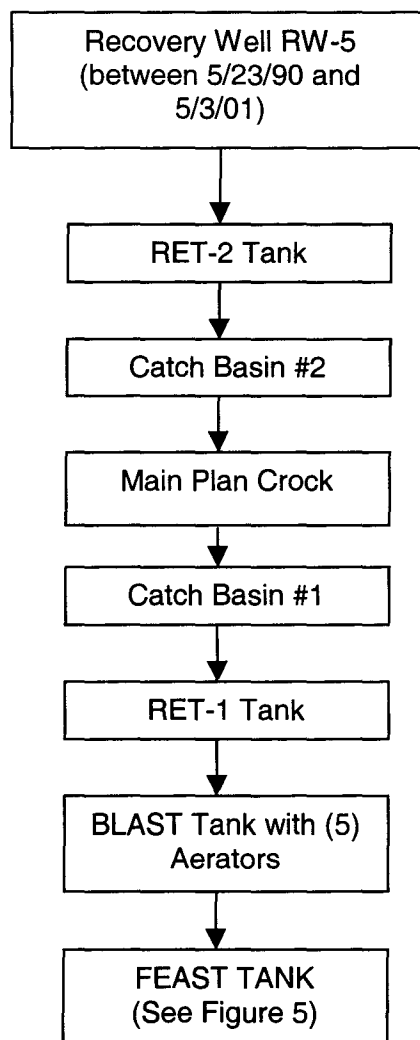 Recovery Well RW-5
(between 5/23/90 and
5/3/01)
RET-2 Tank
Catch Basin #2
Main Plan Crock
Catch Basin #1
RET-1 Tank
BLAST Tank with (5)
Aerators
FEAST TANK
(See Figure 5)